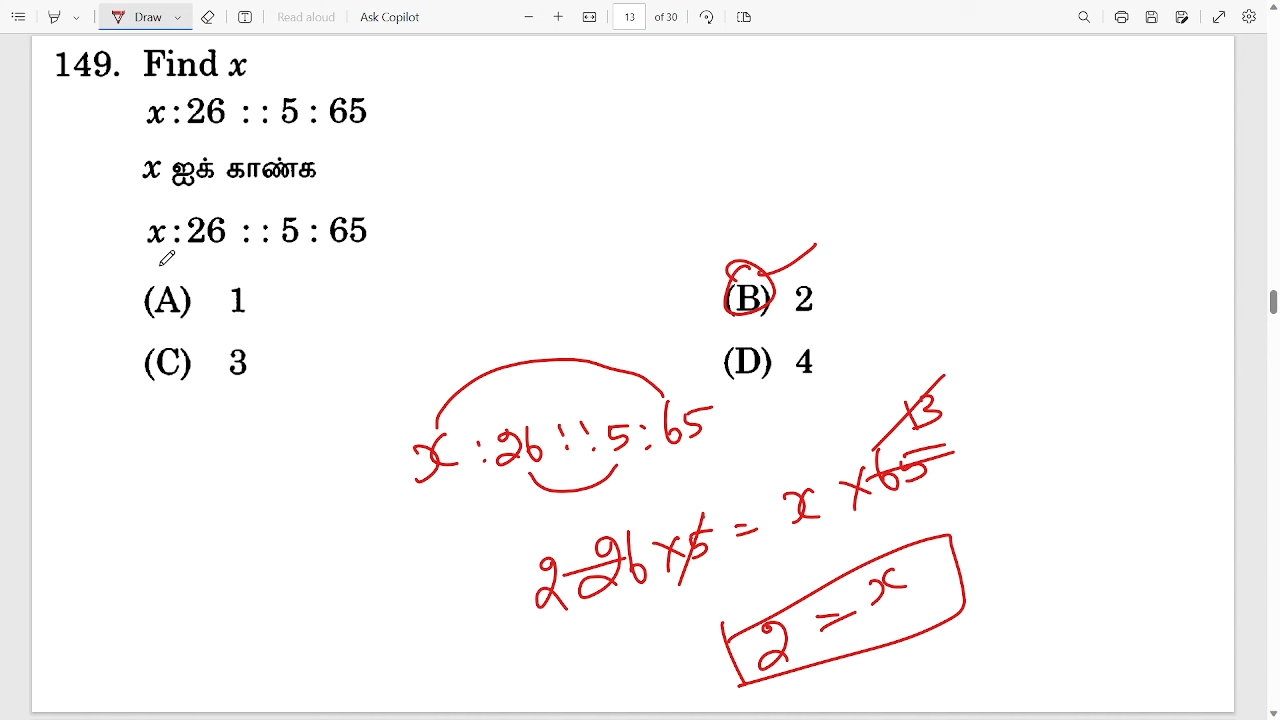 Draw
Read aloud
Ask Copilot
13 of 30
149. Find x
x : 26 : : 5 : 65
x ஐக் காண்க
x : 26 : : 5 : 65
(A) 1
(B) 2
(C) 3
(D) 4
x : 26 : : 5 : 65
13
2 26 × 5 = x × 65
2 = x